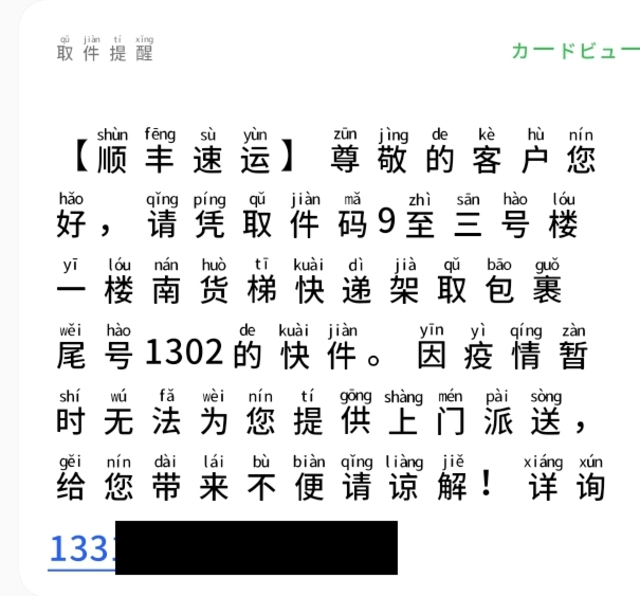 取件提醒 カードビュー
qǔ jiàn tí xǐng
shùn fēng sù yùn zūn jìng de kè hù nín
【顺丰速运】 尊敬的客户您
hǎo qǐng píng qǔ jiàn mǎ zhì sān hào lóu
好，请凭取件码9至三号楼
yī lóu nán huò tī kuài dì jià qǔ bāo guǒ
一楼南货梯快递架取包裹
wěi hào de kuài jiàn yīn yì qíng zàn
尾号1302的快件。因疫情暂
shí wú fǎ wèi nín tí gōng shàng mén pài sòng
时无法为您提供上门派送，
gěi nín dài lái bù biàn qǐng liàng jiě xiáng xún
给您带来不便请谅解！详询
133